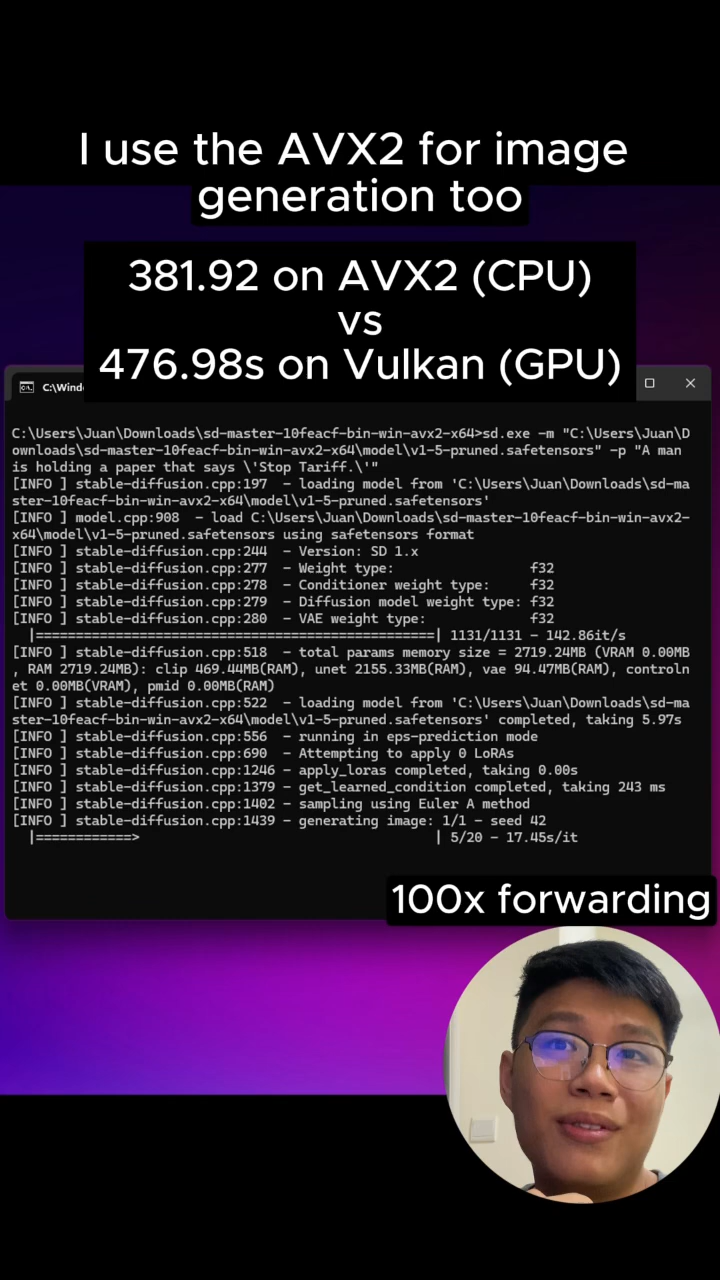 I use the AVX2 for image
generation too
381.92 on AVX2 (CPU)
vs
476.98s on Vulkan (GPU)
C:\Wind
C:\Users\Juan\Downloads\sd-master-10feacf-bin-win-avx2-x64>sd.exe -m "C:\Users\Juan\D
ownloads\sd-master-10feacf-bin-win-avx2-x64\model\v1-5-pruned.safetensors" -p "A man
is holding a paper that says \'Stop Tariff.\'"
[INFO ] stable-diffusion.cpp:197  - loading model from 'C:\Users\Juan\Downloads\sd-ma
ster-10feacf-bin-win-avx2-x64\model\v1-5-pruned.safetensors'
[INFO ] model.cpp:908  - load C:\Users\Juan\Downloads\sd-master-10feacf-bin-win-avx2-
x64\model\v1-5-pruned.safetensors using safetensors format
[INFO ] stable-diffusion.cpp:244  - Version: SD 1.x
[INFO ] stable-diffusion.cpp:277  - Weight type:                 f32
[INFO ] stable-diffusion.cpp:278  - Conditioner weight type:     f32
[INFO ] stable-diffusion.cpp:279  - Diffusion model weight type: f32
[INFO ] stable-diffusion.cpp:280  - VAE weight type:             f32
|==================================================| 1131/1131 - 142.86it/s
[INFO ] stable-diffusion.cpp:518  - total params memory size = 2719.24MB (VRAM 0.00MB
, RAM 2719.24MB): clip 469.44MB(RAM), unet 2155.33MB(RAM), vae 94.47MB(RAM), controln
et 0.00MB(VRAM), pmid 0.00MB(RAM)
[INFO ] stable-diffusion.cpp:522  - loading model from 'C:\Users\Juan\Downloads\sd-ma
ster-10feacf-bin-win-avx2-x64\model\v1-5-pruned.safetensors' completed, taking 5.97s
[INFO ] stable-diffusion.cpp:556  - running in eps-prediction mode
[INFO ] stable-diffusion.cpp:690  - Attempting to apply 0 LoRAs
[INFO ] stable-diffusion.cpp:1246 - apply_loras completed, taking 0.00s
[INFO ] stable-diffusion.cpp:1379 - get_learned_condition completed, taking 243 ms
[INFO ] stable-diffusion.cpp:1402 - sampling using Euler A method
[INFO ] stable-diffusion.cpp:1439 - generating image: 1/1 - seed 42
|============>                                     | 5/20 - 17.45s/it
100x forwarding